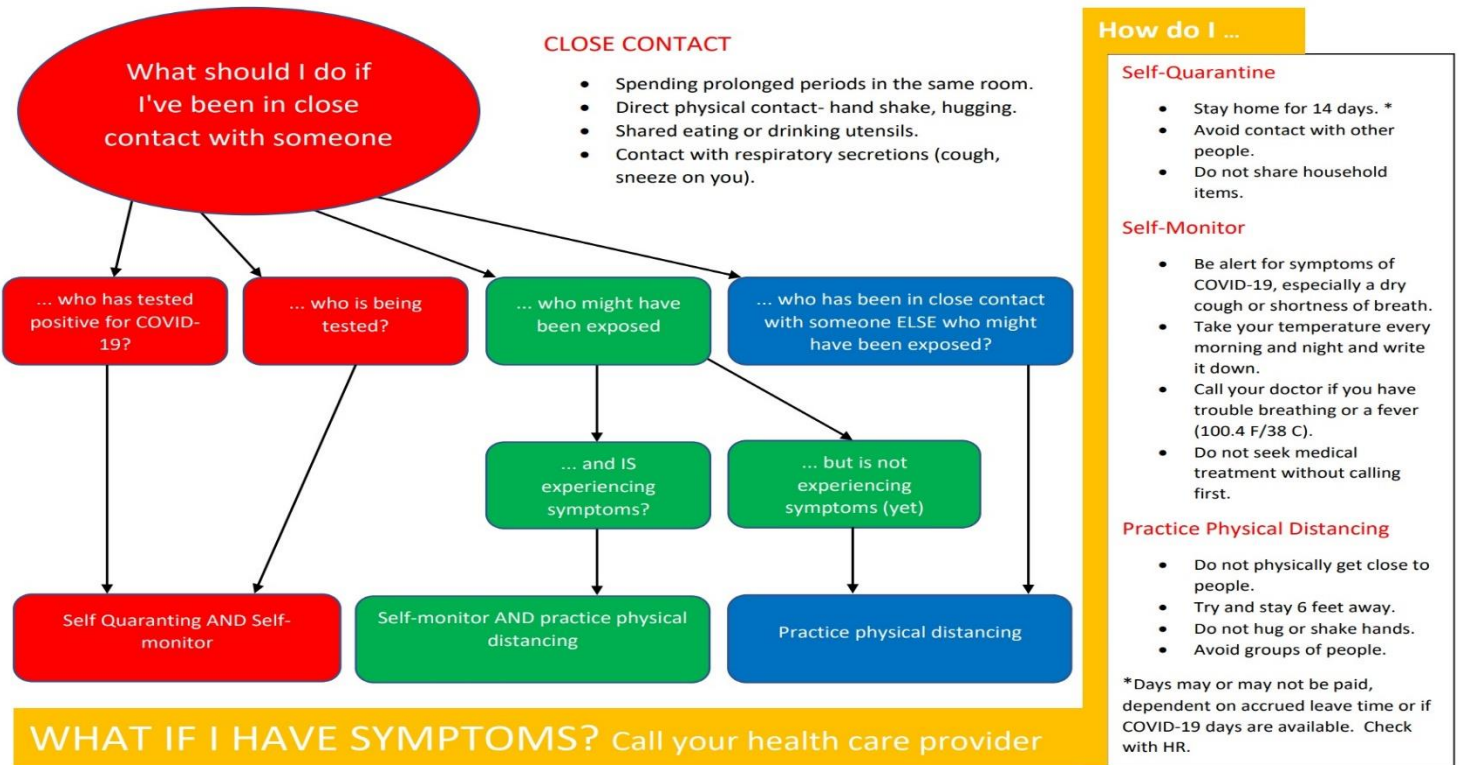 What should I do if
I've been in close
contact with someone
CLOSE CONTACT
• Spending prolonged periods in the same room.
• Direct physical contact- hand shake, hugging.
• Shared eating or drinking utensils.
• Contact with respiratory secretions (cough,
sneeze on you).
... who has tested
positive for COVID-
19?
... who is being
tested?
... who might have
been exposed
... who has been in close contact
with someone ELSE who might
have been exposed?
... and IS
experiencing
symptoms?
... but is not
experiencing
symptoms (yet)
Self Quaranting AND Self-
monitor
Self-monitor AND practice physical
distancing
Practice physical distancing
WHAT IF I HAVE SYMPTOMS? Call your health care provider
How do I ...
Self-Quarantine
• Stay home for 14 days. *
• Avoid contact with other
people.
• Do not share household
items.
Self-Monitor
• Be alert for symptoms of
COVID-19, especially a dry
cough or shortness of breath.
• Take your temperature every
morning and night and write
it down.
• Call your doctor if you have
trouble breathing or a fever
(100.4 F/38 C).
• Do not seek medical
treatment without calling
first.
Practice Physical Distancing
• Do not physically get close to
people.
• Try and stay 6 feet away.
• Do not hug or shake hands.
• Avoid groups of people.
*Days may or may not be paid,
dependent on accrued leave time or if
COVID-19 days are available. Check
with HR.